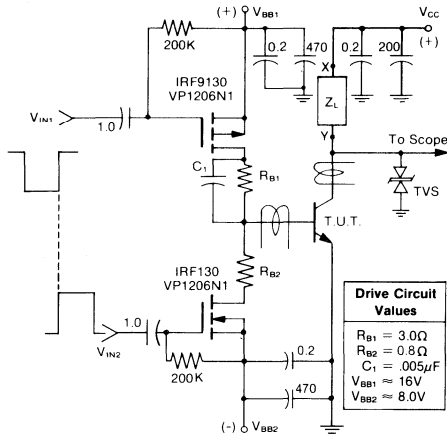 (+) V_BB1
V_CC
(+)
200K
0.2
470
0.2
200
X
IRF9130
VP1206N1
Z_L
V_IN1
1.0
Y
To Scope
C_1
R_B1
TVS
T.U.T.
IRF130
VP1206N1
R_B2
1.0
V_IN2
0.2
200K
470
(-) V_BB2
Drive Circuit
Values
R_B1 = 3.0Ω
R_B2 = 0.8Ω
C_1 = .005μF
V_BB1 ≈ 16V
V_BB2 ≈ 8.0V